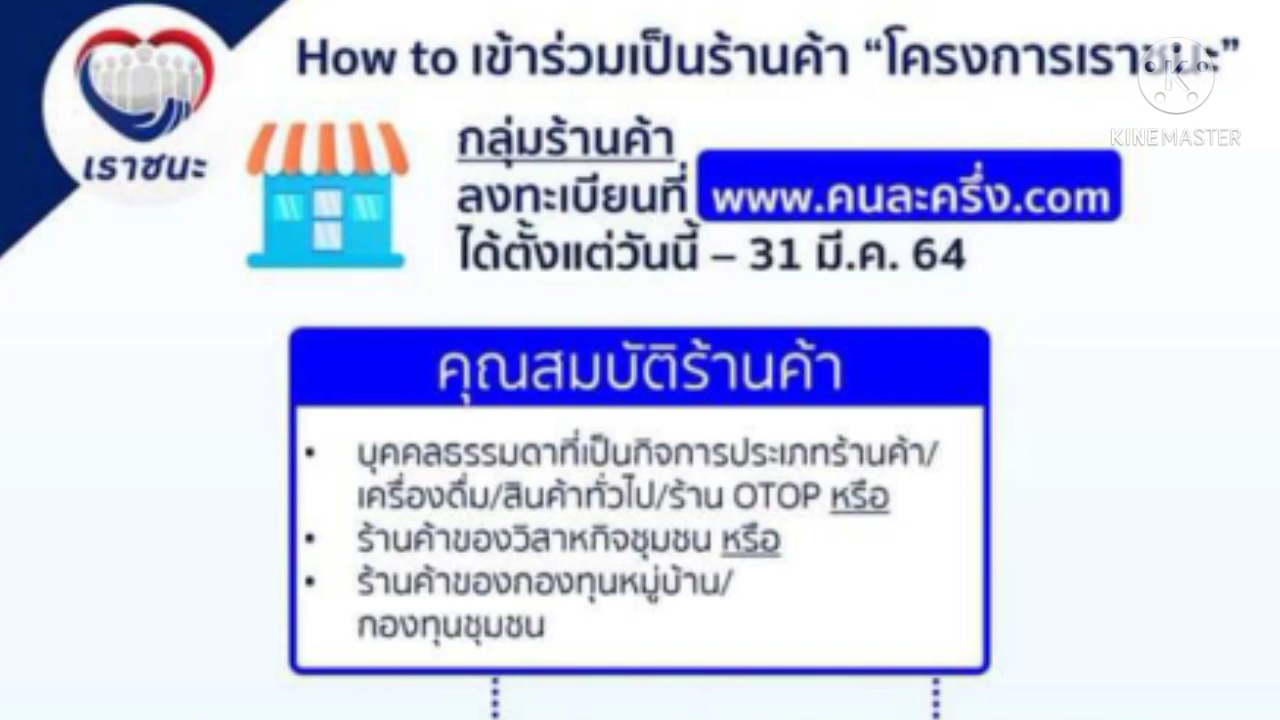 How to เข้าร่วมเป็นร้านค้า “โครงการเราชนะ”
KINEMASTER
เราชนะ
กลุ่มร้านค้า
ลงทะเบียนที่ www.คนละครึ่ง.com
ได้ตั้งแต่วันนี้ – 31 มี.ค. 64
คุณสมบัติร้านค้า
• บุคคลธรรมดาที่เป็นกิจการประเภทร้านค้า/
เครื่องดื่ม/สินค้าทั่วไป/ร้าน OTOP หรือ
• ร้านค้าของวิสาหกิจชุมชน หรือ
• ร้านค้าของกองทุนหมู่บ้าน/
กองทุนชุมชน